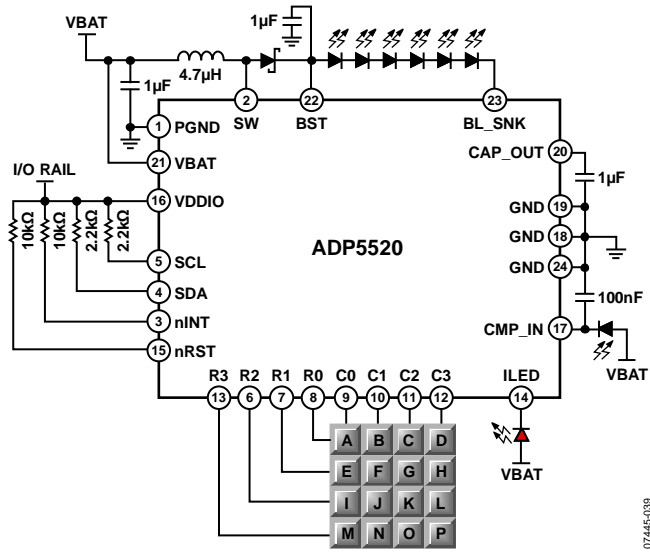 VBAT
1µF
4.7µH
1µF
2
22
23
SW
BST
BL_SNK
1
PGND
21
VBAT
I/O RAIL
16
VDDIO
10kΩ
10kΩ
2.2kΩ
2.2kΩ
5
SCL
4
SDA
3
nINT
15
nRST
ADP5520
20
CAP_OUT
1µF
19
GND
18
GND
24
GND
100nF
17
CMP_IN
VBAT
R3 R2 R1 R0 C0 C1 C2 C3 ILED
13 6 7 8 9 10 11 12 14
A B C D
E F G H
I J K L
M N O P
VBAT
07445-039